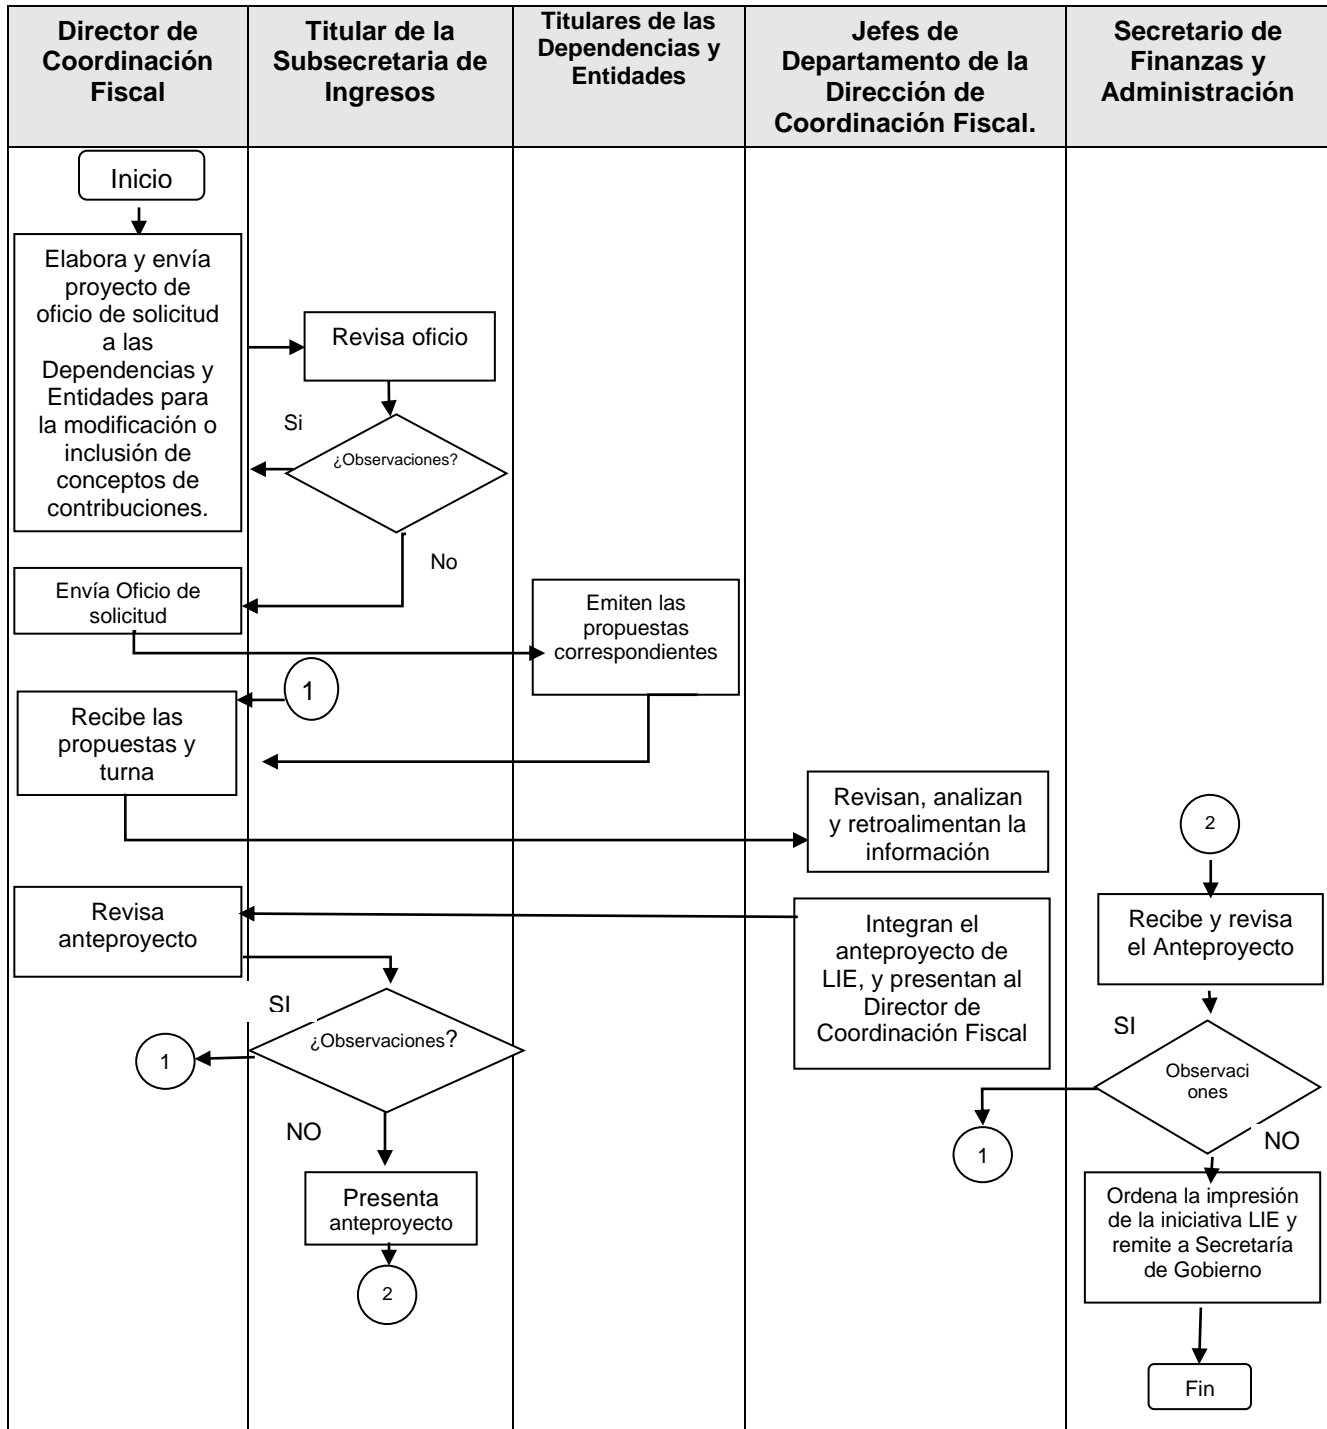 Director de
Coordinación
Fiscal
Titular de la
Subsecretaria de
Ingresos
Titulares de las
Dependencias y
Entidades
Jefes de
Departamento de la
Dirección de
Coordinación Fiscal.
Secretario de
Finanzas y
Administración
Inicio
Elabora y envía
proyecto de
oficio de solicitud
a las
Dependencias y
Entidades para
la modificación o
inclusión de
conceptos de
contribuciones.
Revisa oficio
Si
¿Observaciones?
No
Envía Oficio de
solicitud
Emiten las
propuestas
correspondientes
1
Recibe las
propuestas y
turna
Revisan, analizan
y retroalimentan la
información
2
Revisa
anteproyecto
Integran el
anteproyecto de
LIE, y presentan al
Director de
Coordinación Fiscal
Recibe y revisa
el Anteproyecto
SI
¿Observaciones?
1
NO
SI
Observaci
ones
1
NO
Presenta
anteproyecto
2
Ordena la impresión
de la iniciativa LIE y
remite a Secretaría
de Gobierno
Fin